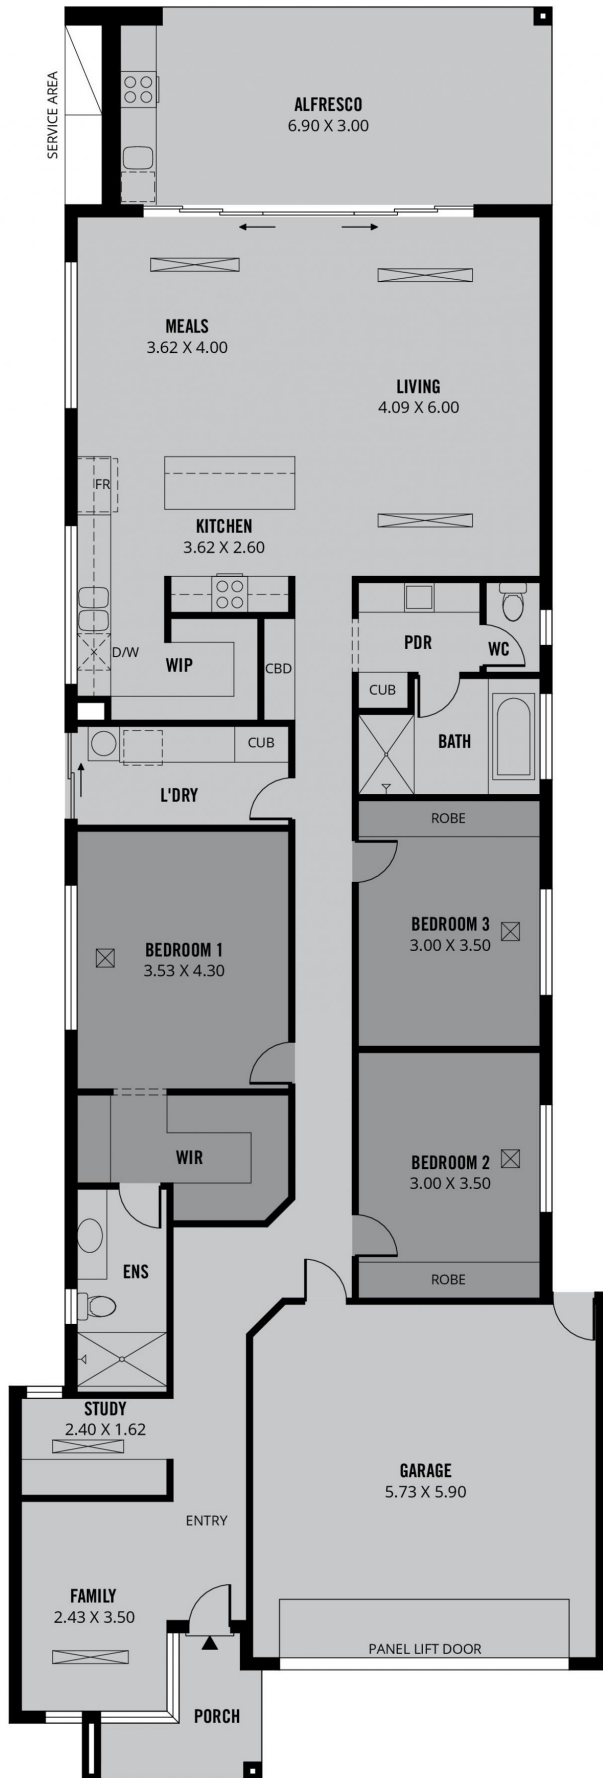 SERVICE AREA
ALFRESCO
6.90 X 3.00
MEALS
3.62 X 4.00
LIVING
4.09 X 6.00
FR
KITCHEN
3.62 X 2.60
D/W
WIP
CBD
PDR
WC
CUB
BATH
CUB
L'DRY
ROBE
BEDROOM 3
3.00 X 3.50
BEDROOM 1
3.53 X 4.30
WIR
BEDROOM 2
3.00 X 3.50
ENS
ROBE
STUDY
2.40 X 1.62
GARAGE
5.73 X 5.90
ENTRY
FAMILY
2.43 X 3.50
PANEL LIFT DOOR
PORCH